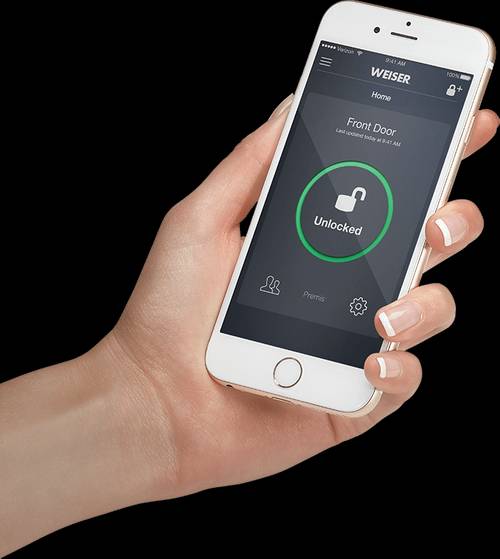 Verizon 9:41 AM 100%
WEISER
Home
Front Door
Last updated today at 9:41 AM
Unlocked
Premis